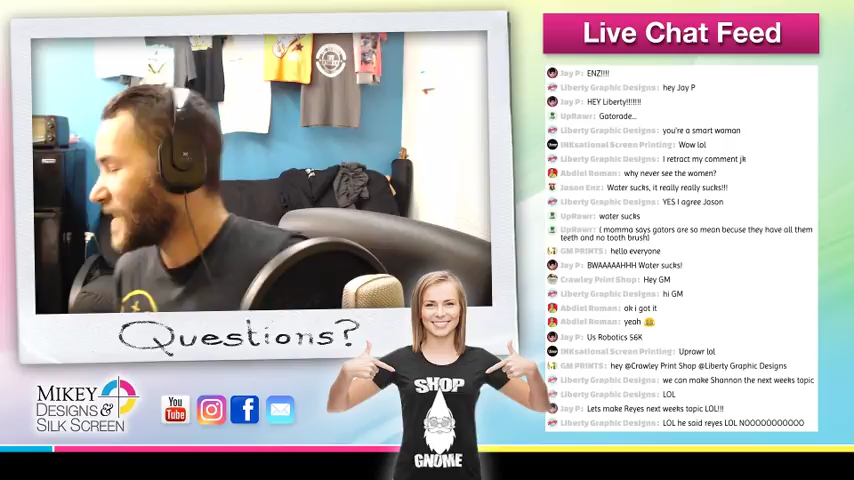 Live Chat Feed
Jay P: ENZ!!!!
Liberty Graphic Designs: hey Jay P
Jay P: HEY Liberty!!!!!!!
UpRawr: Gatorade...
Liberty Graphic Designs: you're a smart woman
INKsational Screen Printing: Wow lol
Liberty Graphic Designs: I retract my comment jk
Abdiel Roman: why never see the women?
Jason Enz: Water sucks, it really really sucks!!!
Liberty Graphic Designs: YES I agree Jason
UpRawr: water sucks
UpRawr: ( momma says gators are so mean becuse they have all them
teeth and no tooth brush)
GM PRINTS: hello everyone
Jay P: BWAAAAAHHH Water sucks!
Crawley Print Shop: Hey GM
Liberty Graphic Designs: hi GM
Abdiel Roman: ok i got it
Abdiel Roman: yeah
Jay P: Us Robotics 56K
INKsational Screen Printing: Uprawr lol
GM PRINTS: hey @Crawley Print Shop @Liberty Graphic Designs
Liberty Graphic Designs: we can make Shannon the next weeks topic
Liberty Graphic Designs: LOL
Jay P: Lets make Reyes next weeks topic LOL!!!
Liberty Graphic Designs: LOL he said reyes LOL NOOOOOOOOOOO
Questions?
SHOP
GNOME
MIKEY
DESIGNS &
SILK SCREEN
You
Tube